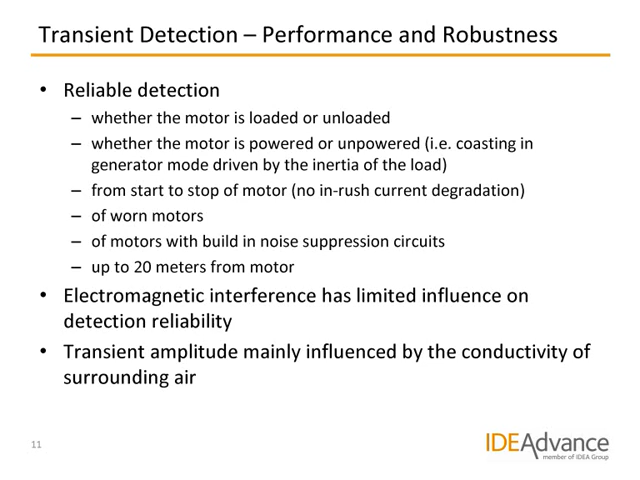 Transient Detection – Performance and Robustness
• Reliable detection
– whether the motor is loaded or unloaded
– whether the motor is powered or unpowered (i.e. coasting in
generator mode driven by the inertia of the load)
– from start to stop of motor (no in-rush current degradation)
– of worn motors
– of motors with build in noise suppression circuits
– up to 20 meters from motor
• Electromagnetic interference has limited influence on
detection reliability
• Transient amplitude mainly influenced by the conductivity of
surrounding air
11
IDEAdvance
member of IDEA Group